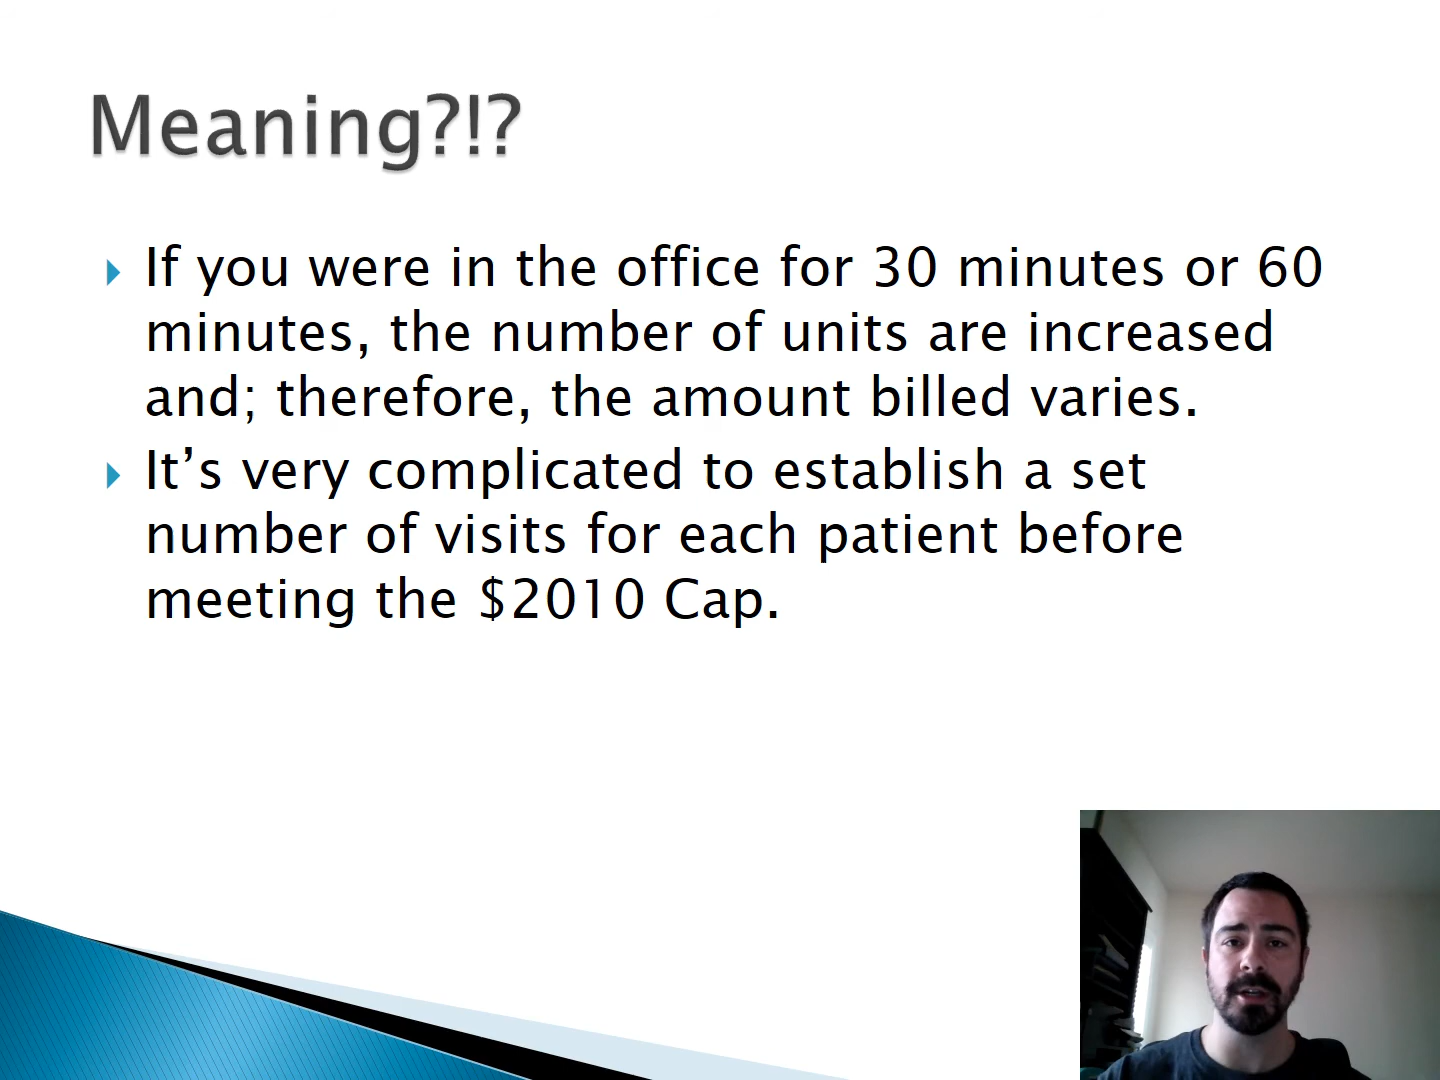 Meaning?!?
If you were in the office for 30 minutes or 60
minutes, the number of units are increased
and; therefore, the amount billed varies.
It’s very complicated to establish a set
number of visits for each patient before
meeting the $2010 Cap.